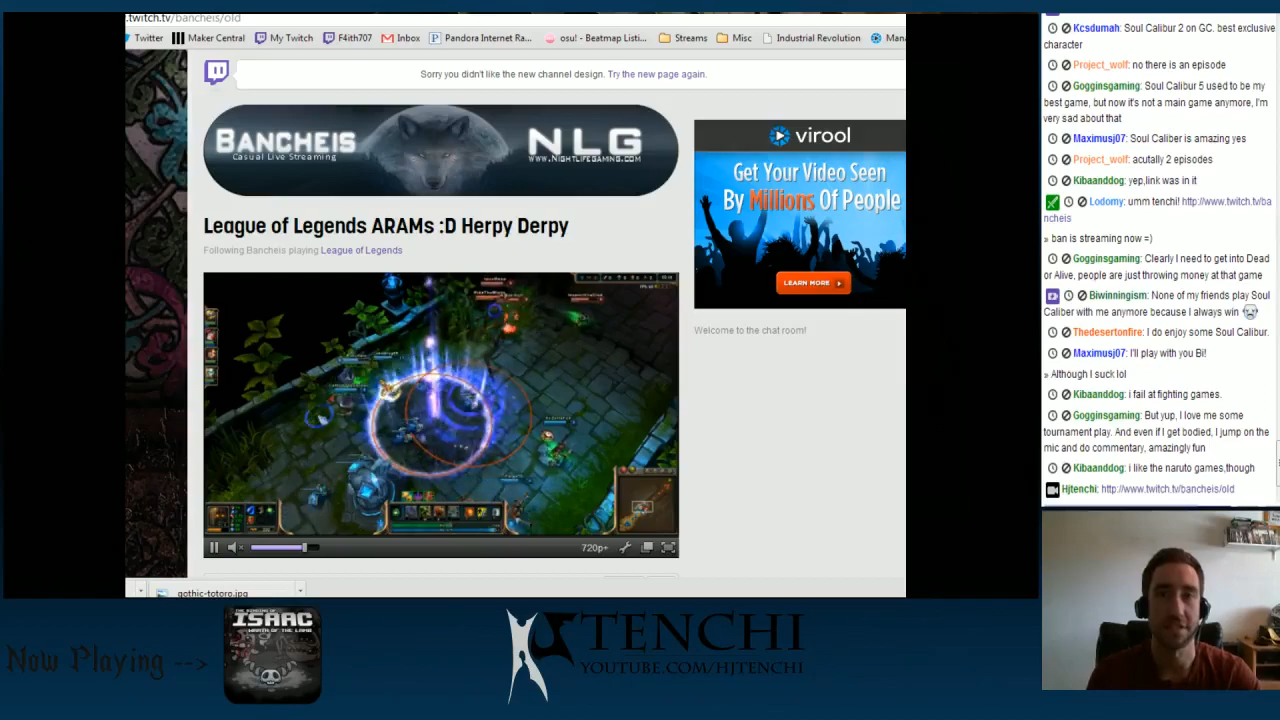 .twitch.tv/bancheis/old
Twitter Maker Central My Twitch F4ith707 Inbox Pandora Internet Ra... osu! - Beatmap Listi... Streams Misc Industrial Revolution
Sorry you didn't like the new channel design. Try the new page again.
BANCHEIS
Casual Live Streaming
NLG
www.NightlifeGaming.com
League of Legends ARAMs :D Herpy Derpy
Following Bancheis playing League of Legends
720p+
virool
Get Your Video Seen
By Millions Of People
LEARN MORE
Welcome to the chat room!
gothic-totoro.jpg
Kcsdumah: Soul Calibur 2 on GC. best exclusive
character
Project_wolf: no there is an episode
Gogginsgaming: Soul Calibur 5 used to be my
best game, but now it's not a main game anymore, I'm
very sad about that
Maximusj07: Soul Caliber is amazing yes
Project_wolf: acutally 2 episodes
Kibaanddog: yep,link was in it
Lodomy: umm tenchi! http://www.twitch.tv/ba
ncheis
» ban is streaming now =)
Gogginsgaming: Clearly I need to get into Dead
or Alive, people are just throwing money at that game
Biwinningism: None of my friends play Soul
Caliber with me anymore because I always win
Thedesertonfire: I do enjoy some Soul Calibur.
Maximusj07: I'll play with you Bi!
» Although I suck lol
Kibaanddog: i fail at fighting games.
Gogginsgaming: But yup, I love me some
tournament play. And even if I get bodied, I jump on the
mic and do commentary, amazingly fun
Kibaanddog: i like the naruto games,though
Hjtenchi: http://www.twitch.tv/bancheis/old
Now Playing -->
THE BINDING OF
ISAAC
WRATH OF THE LAMB
TENCHI
YOUTUBE.COM/HJTENCHI